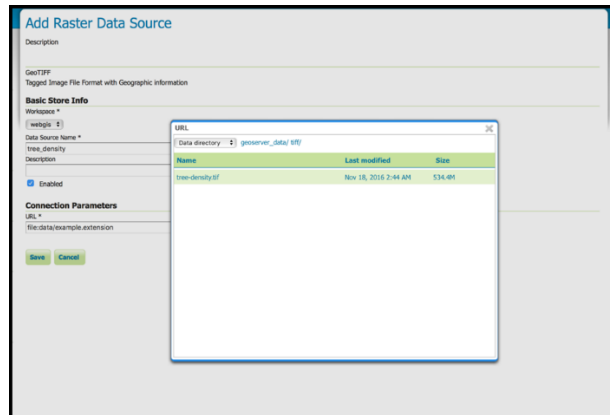 Add Raster Data Source
Description
GeoTIFF
Tagged Image File Format with Geographic information
Basic Store Info
Workspace *
webgis
Data Source Name *
tree_density
Description
Enabled
Connection Parameters
URL *
file:data/example.extension
Save Cancel
URL
Data directory geoserver_data/ tiff/
Name Last modified Size
tree-density.tif Nov 18, 2016 2:44 AM 534.4M